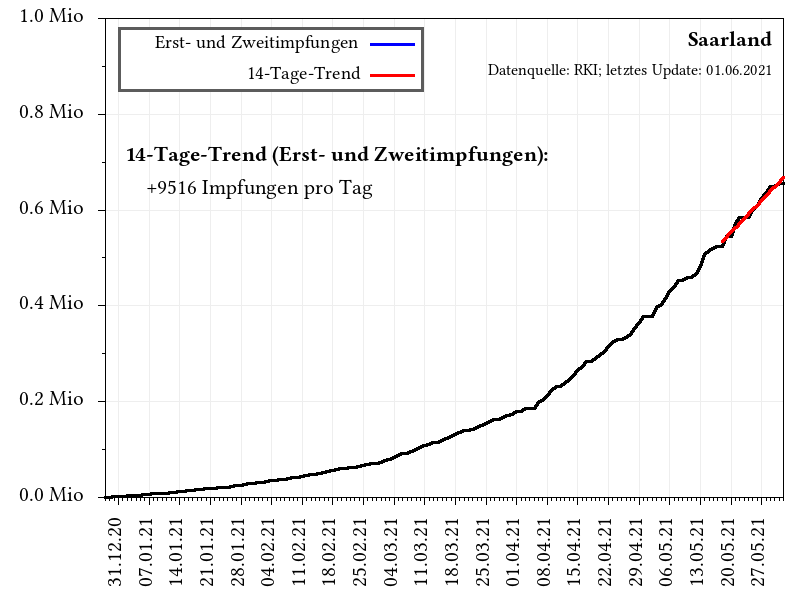 1.0 Mio
0.8 Mio
0.6 Mio
0.4 Mio
0.2 Mio
0.0 Mio
Erst- und Zweitimpfungen
14-Tage-Trend
Saarland
Datenquelle: RKI; letztes Update: 01.06.2021
14-Tage-Trend (Erst- und Zweitimpfungen):
+9516 Impfungen pro Tag
31.12.20
07.01.21
14.01.21
21.01.21
28.01.21
04.02.21
11.02.21
18.02.21
25.02.21
04.03.21
11.03.21
18.03.21
25.03.21
01.04.21
08.04.21
15.04.21
22.04.21
29.04.21
06.05.21
13.05.21
20.05.21
27.05.21